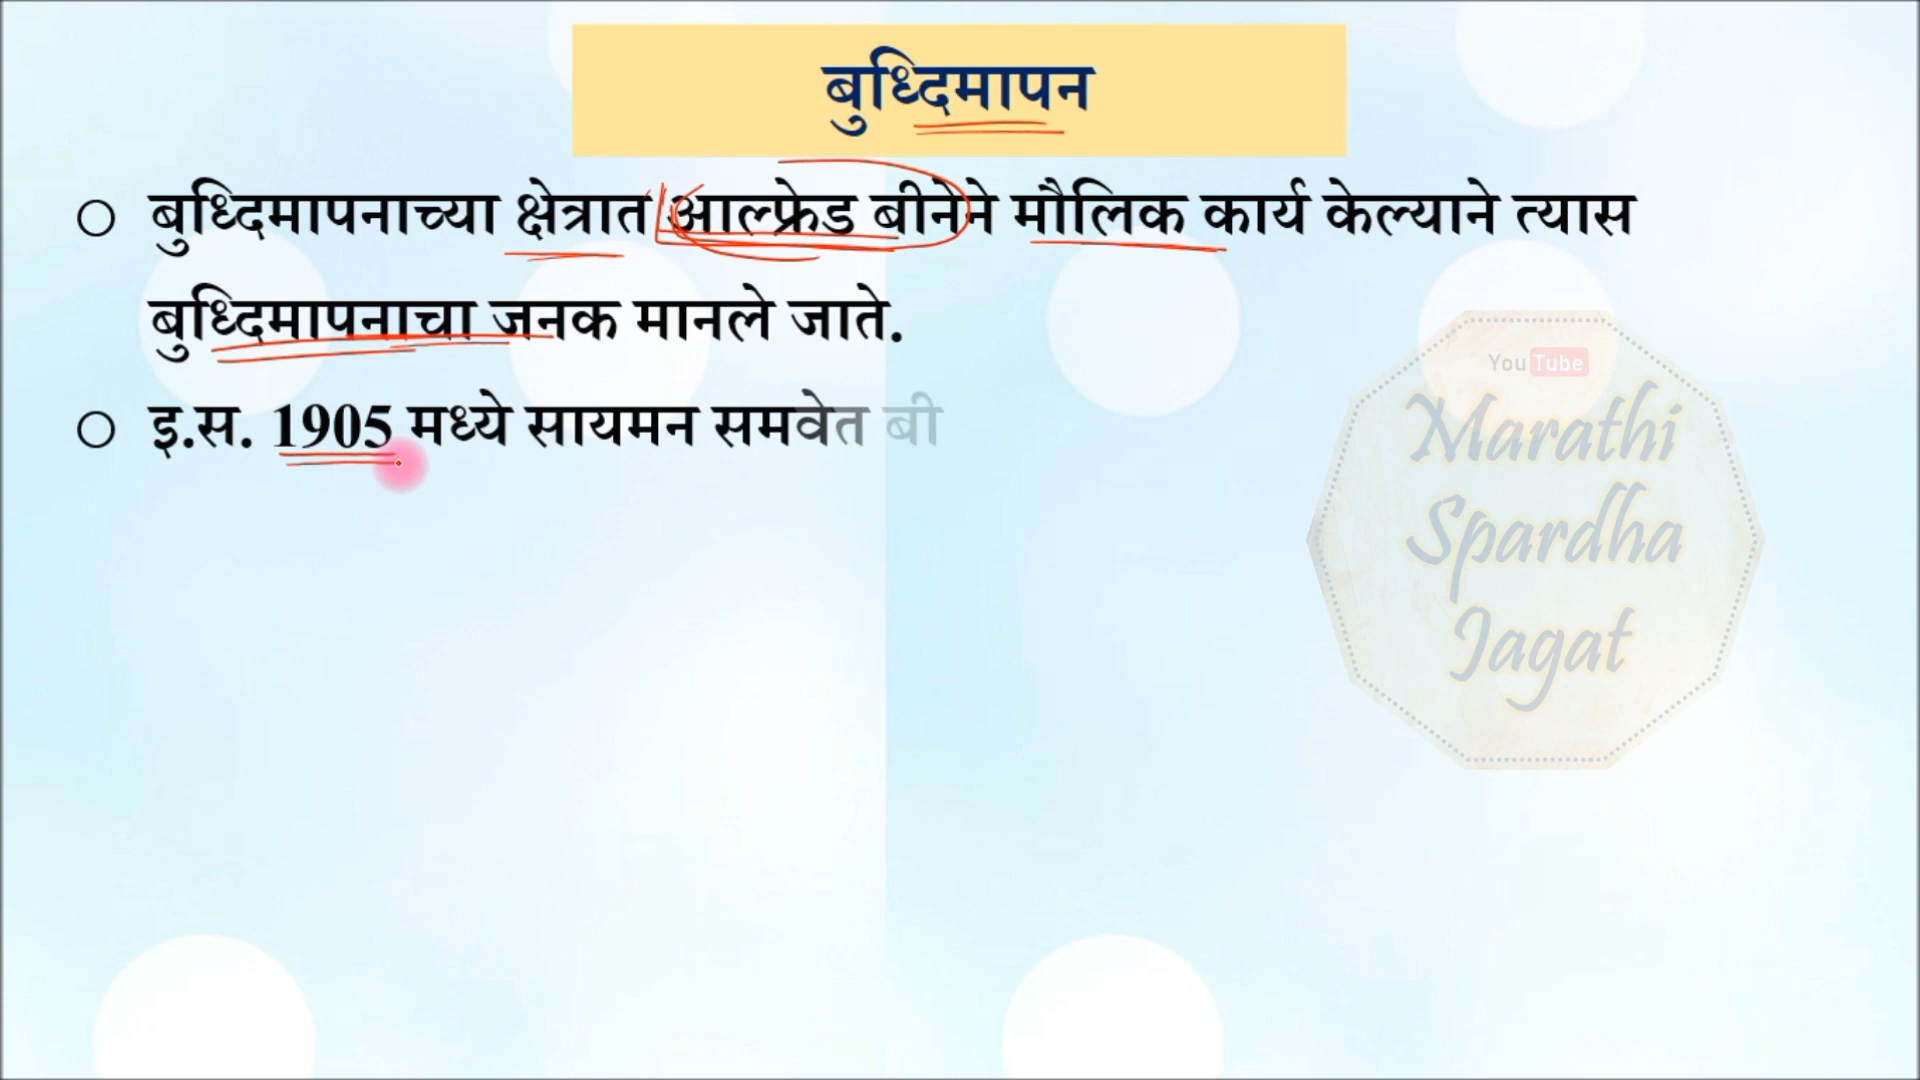 बुध्दिमापन
बुध्दिमापनाच्या क्षेत्रात आल्फ्रेड बीनेने मौलिक कार्य केल्याने त्यास
बुध्दिमापनाचा जनक मानले जाते.
इ.स. 1905 मध्ये सायमन समवेत बी
YouTube
Marathi
Spardha
Jagat